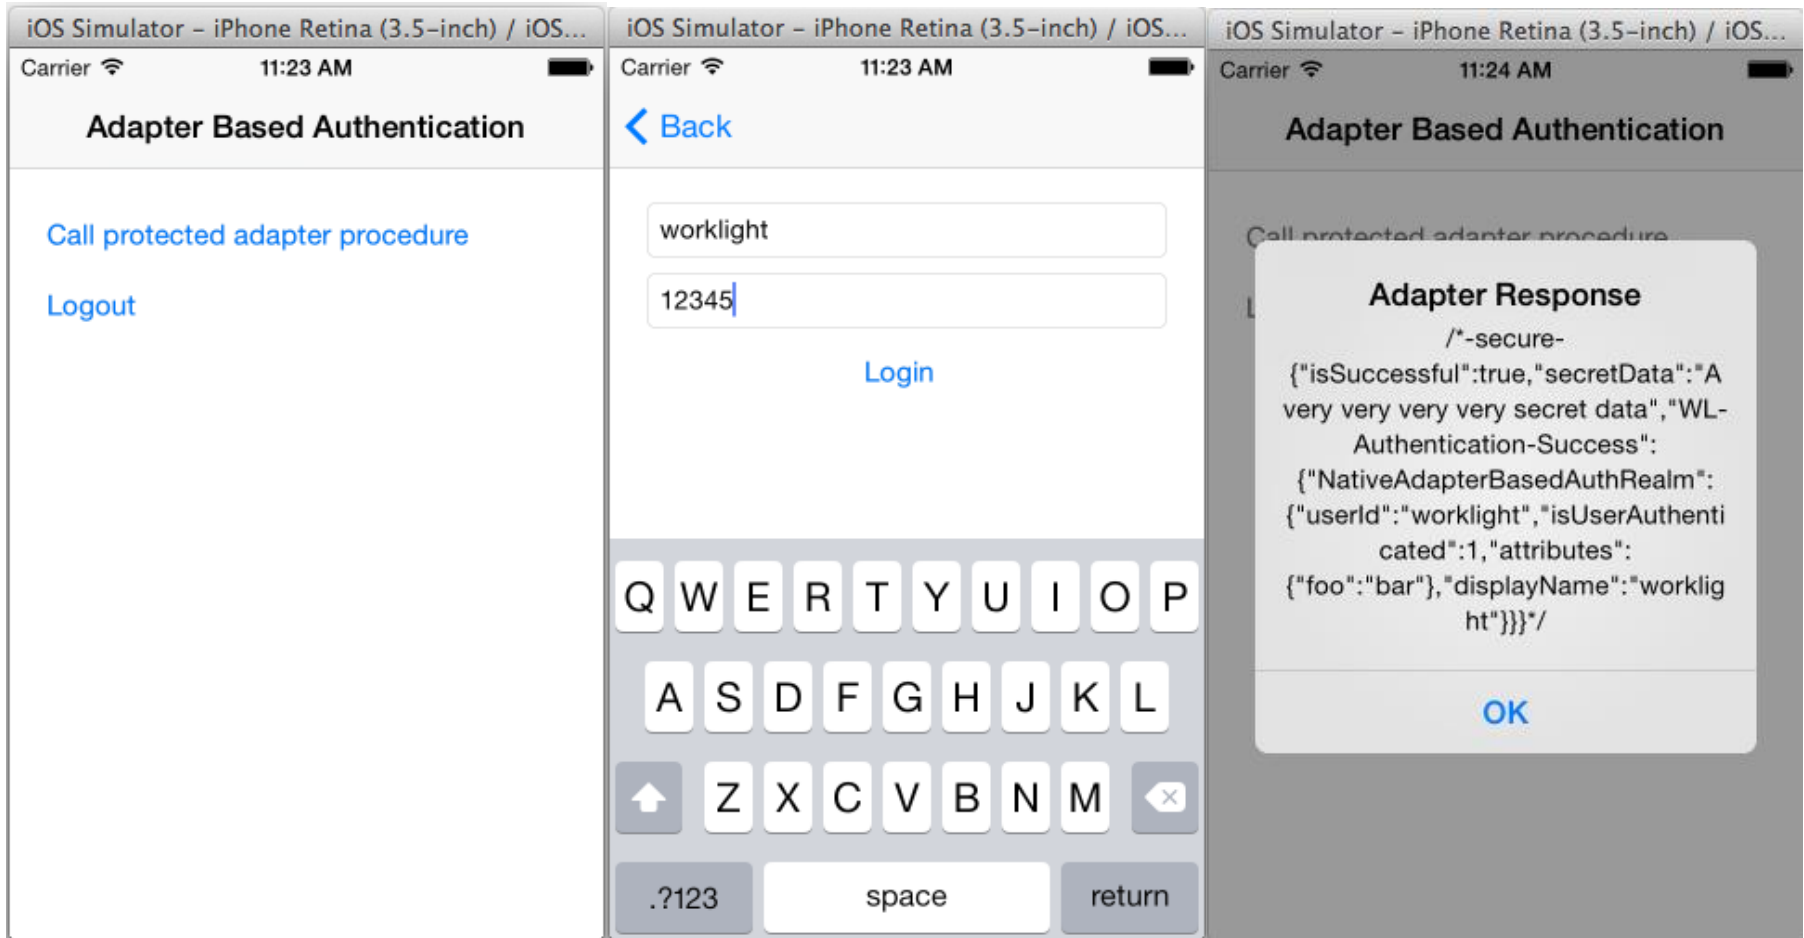 iOS Simulator – iPhone Retina (3.5-inch) / iOS...
Carrier
11:23 AM
Adapter Based Authentication
Call protected adapter procedure
Logout
iOS Simulator – iPhone Retina (3.5-inch) / iOS...
Carrier
11:23 AM
Back
worklight
12345
Login
Q W E R T Y U I O P
A S D F G H J K L
Z X C V B N M
.?123 space return
iOS Simulator – iPhone Retina (3.5-inch) / iOS...
Carrier
11:24 AM
Adapter Based Authentication
Call protected adapter procedure
L
Adapter Response
/*-secure-
{"isSuccessful":true,"secretData":"A
very very very very secret data","WL-
Authentication-Success":
{"NativeAdapterBasedAuthRealm":
{"userId":"worklight","isUserAuthenti
cated":1,"attributes":
{"foo":"bar"},"displayName":"worklig
ht"}}}*/
OK